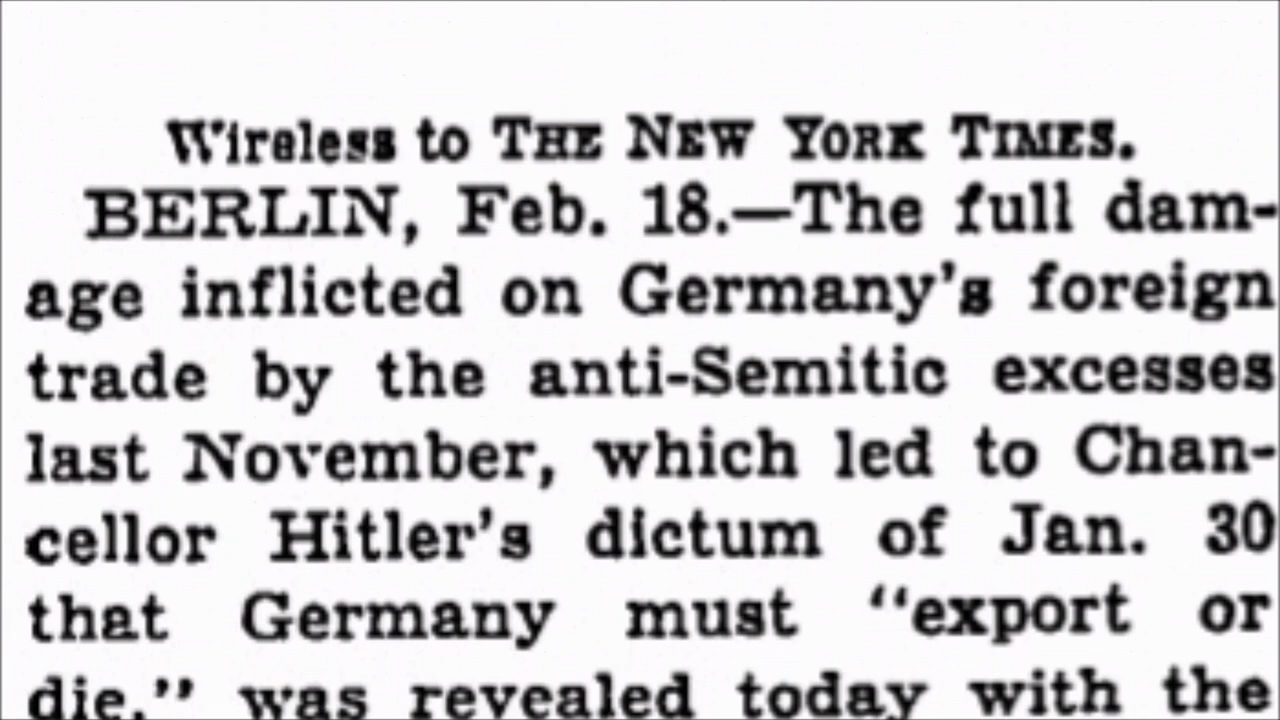 Wireless to THE NEW YORK TIMES.
BERLIN, Feb. 18.—The full dam-
age inflicted on Germany's foreign
trade by the anti-Semitic excesses
last November, which led to Chan-
cellor Hitler's dictum of Jan. 30
that Germany must "export or
die," was revealed today with the